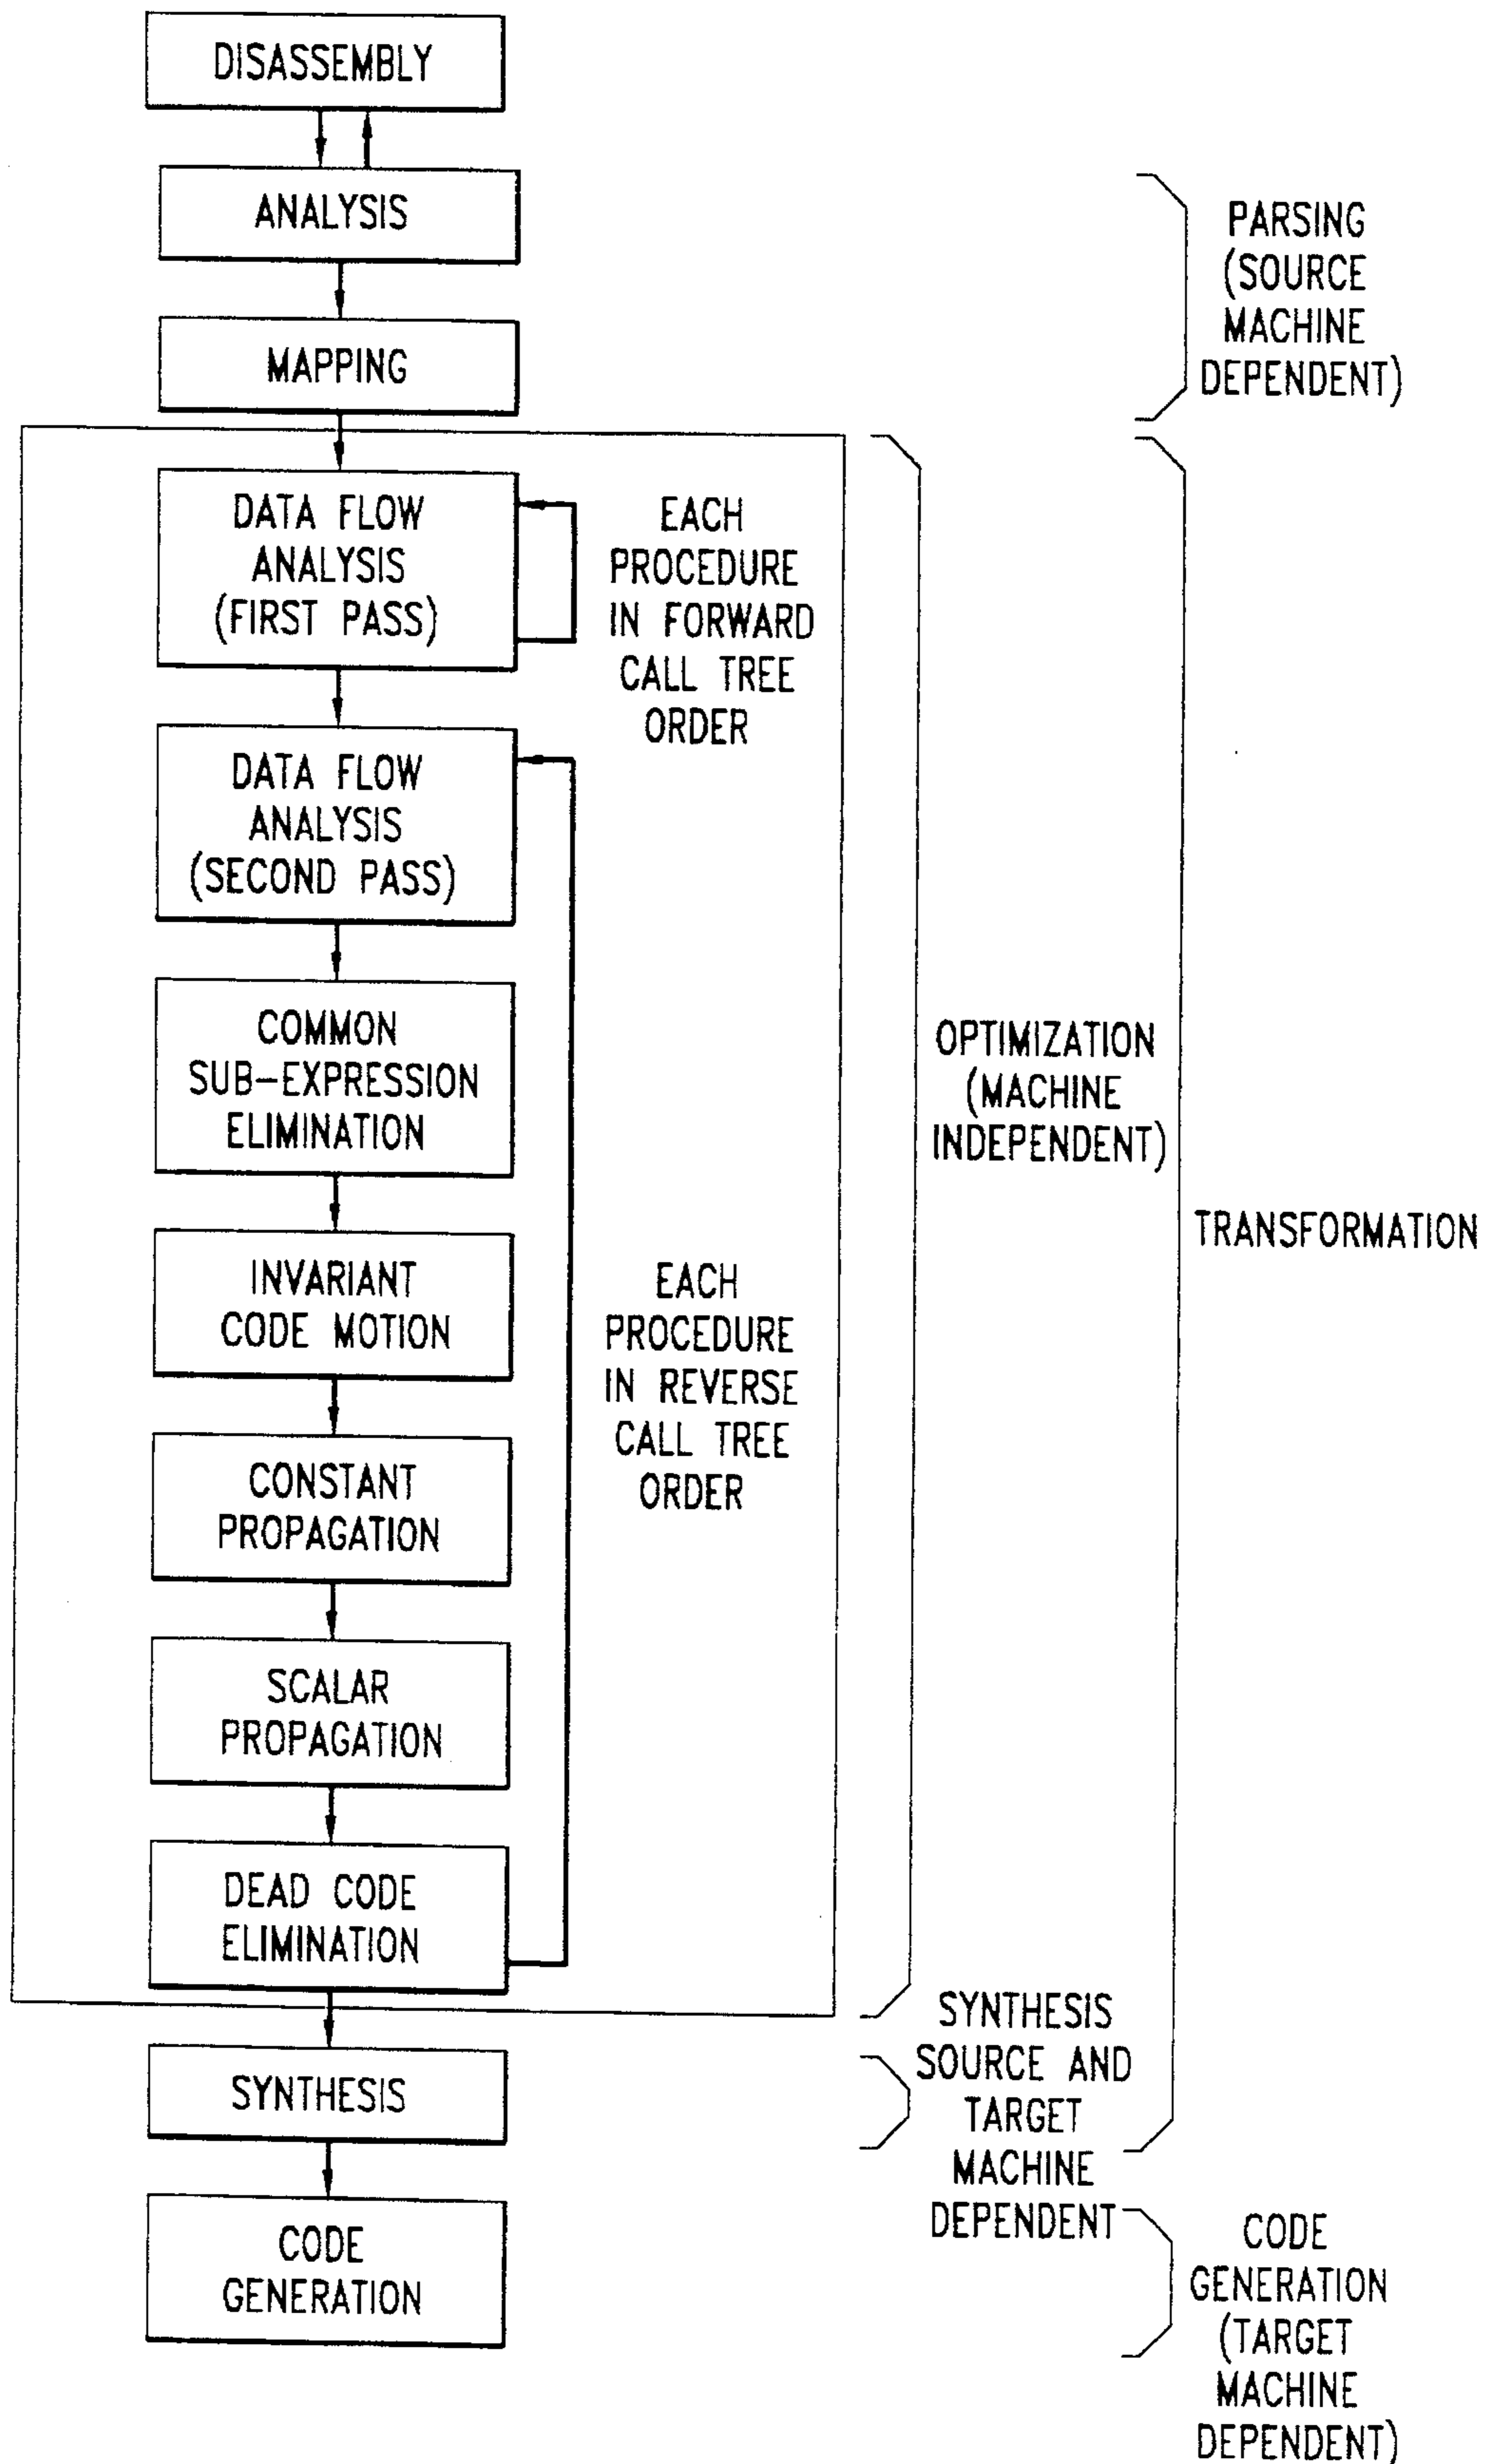 DISASSEMBLY
ANALYSIS
MAPPING
PARSING
(SOURCE
MACHINE
DEPENDENT)
DATA FLOW
ANALYSIS
(FIRST PASS)
EACH
PROCEDURE
IN FORWARD
CALL TREE
ORDER
DATA FLOW
ANALYSIS
(SECOND PASS)
COMMON
SUB-EXPRESSION
ELIMINATION
INVARIANT
CODE MOTION
CONSTANT
PROPAGATION
SCALAR
PROPAGATION
DEAD CODE
ELIMINATION
EACH
PROCEDURE
IN REVERSE
CALL TREE
ORDER
OPTIMIZATION
(MACHINE
INDEPENDENT)
TRANSFORMATION
SYNTHESIS
SYNTHESIS
SOURCE AND
TARGET
MACHINE
DEPENDENT
CODE
GENERATION
CODE
GENERATION
(TARGET
MACHINE
DEPENDENT)